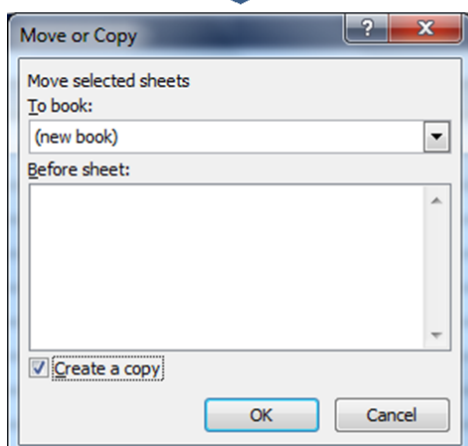 Move or Copy
Move selected sheets
To book:
(new book)
Before sheet:
Create a copy
OK Cancel